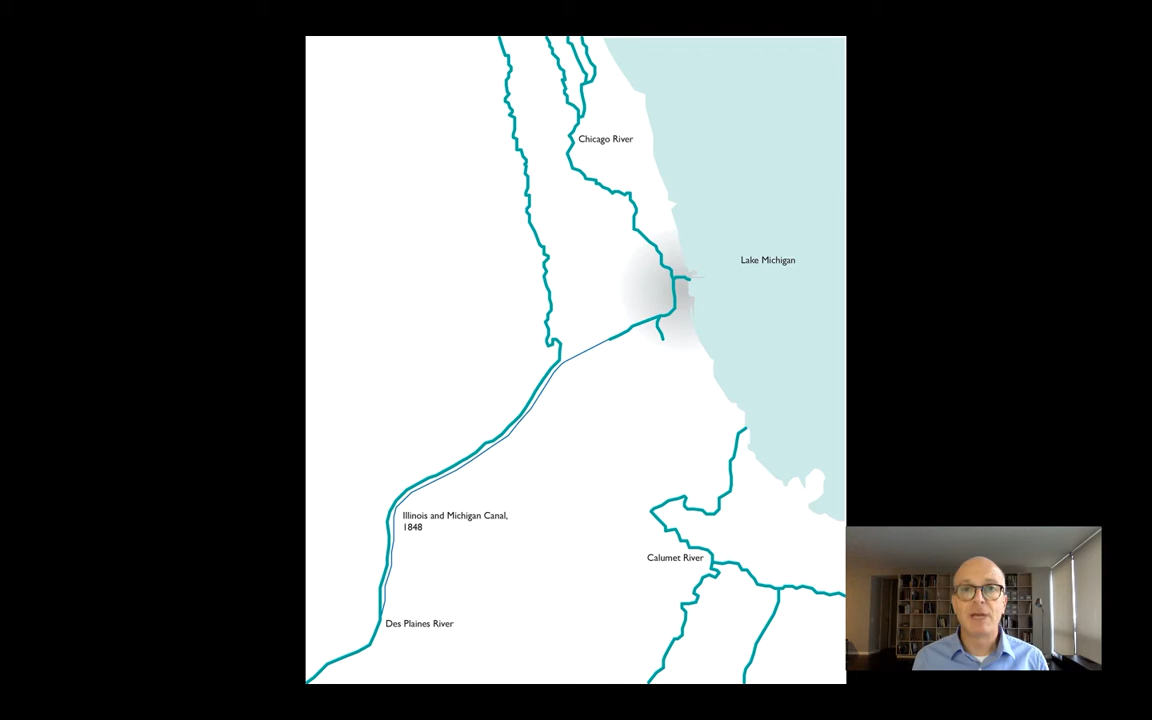 Chicago River
Lake Michigan
Illinois and Michigan Canal,
1848
Calumet River
Des Plaines River